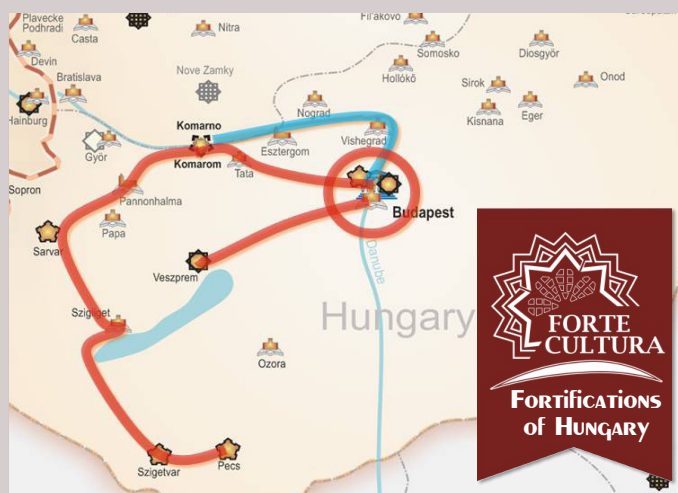 Plavecke
Podhradi
Casta
Nitra
Fil'akovo
Devin
Bratislava
Somosko
Diosgyör
Nove Zamky
Hollókő
Sirok
Onod
Hainburg
Komarno
Nograd
Vishegrad
Kisnana
Eger
Györ
Komarom
Tata
Esztergom
Sopron
Pannonhalma
Budapest
Papa
Sarvar
Veszprem
Danube
Szigliget
Hungary
Ozora
Szigetvar
Pecs
FORTE
CULTURA
Fortifications
of Hungary